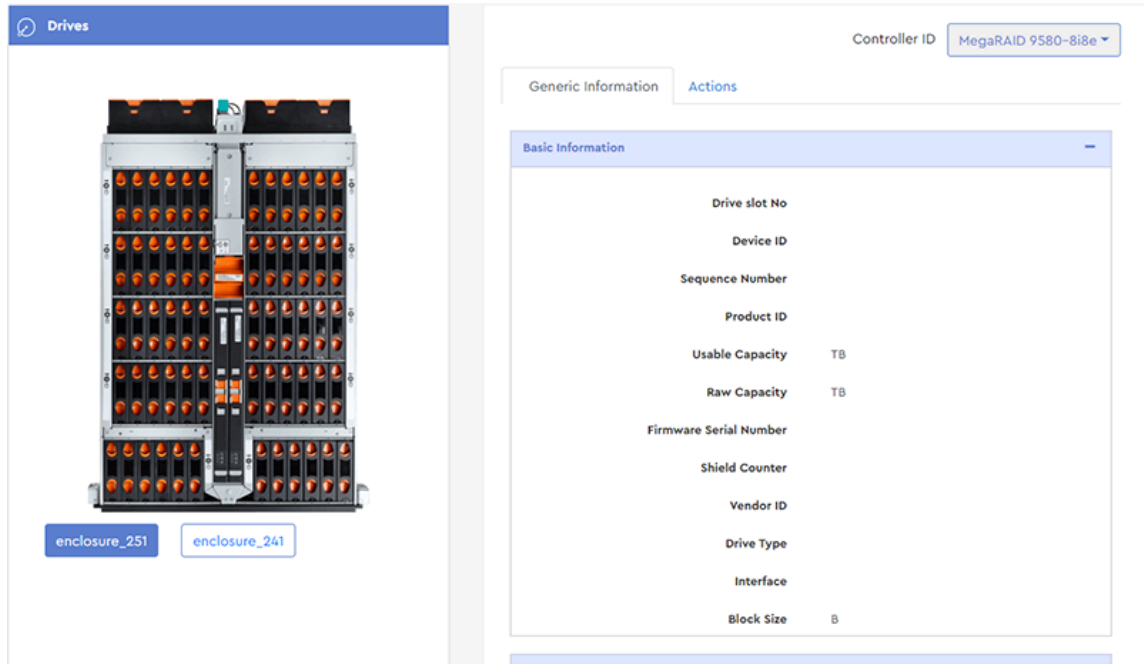 Drives
enclosure_251
enclosure_241
Controller ID
MegaRAID 9580-8i8e
Generic Information
Actions
Basic Information
Drive slot No
Device ID
Sequence Number
Product ID
Usable Capacity TB
Raw Capacity TB
Firmware Serial Number
Shield Counter
Vendor ID
Drive Type
Interface
Block Size B